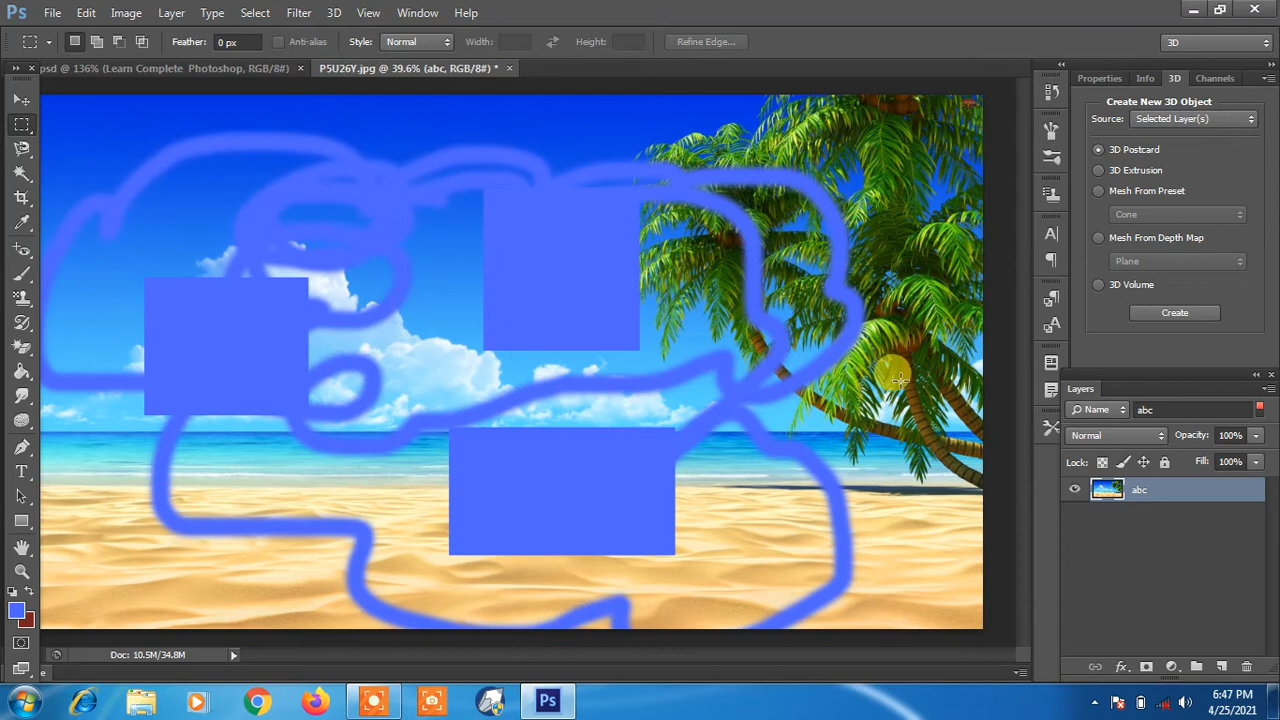 Ps File Edit Image Layer Type Select Filter 3D View Window Help
Feather: 0 px Anti-alias Style: Normal Width: Height: Refine Edge... 3D
psd @ 136% (Learn Complete Photoshop, RGB/8#) × P5U26Y.jpg @ 39.6% (abc, RGB/8#) * ×
Properties Info 3D Channels
Create New 3D Object
Source: Selected Layer(s)
3D Postcard
3D Extrusion
Mesh From Preset
Cone
Mesh From Depth Map
Plane
3D Volume
Create
Layers
Name abc
Normal Opacity: 100%
Lock: Fill: 100%
abc
Doc: 10.5M/34.8M
Ps
6:47 PM
4/25/2021